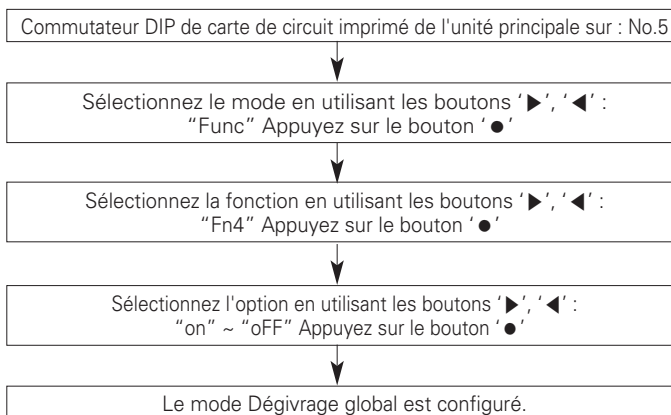 Commutateur DIP de carte de circuit imprimé de l'unité principale sur : No.5
Sélectionnez le mode en utilisant les boutons ‘▶’, ‘◀’ :
“Func” Appuyez sur le bouton ‘●’
Sélectionnez la fonction en utilisant les boutons ‘▶’, ‘◀’ :
“Fn4” Appuyez sur le bouton ‘●’
Sélectionnez l'option en utilisant les boutons ‘▶’, ‘◀’ :
“on” ~ “oFF” Appuyez sur le bouton ‘●’
Le mode Dégivrage global est configuré.